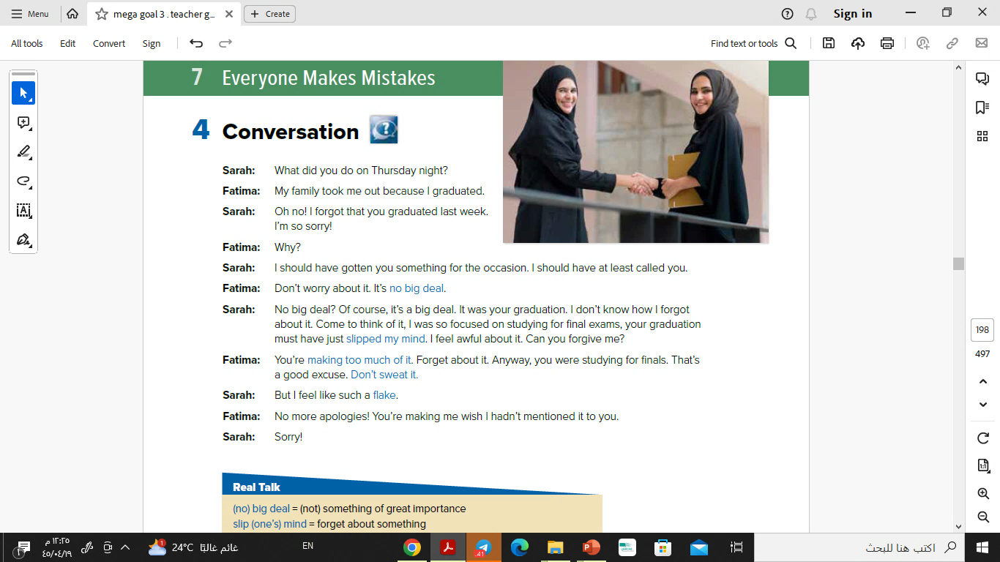 Menu
mega goal 3 . teacher g...
Create
Sign in
All tools
Edit
Convert
Sign
Find text or tools
7 Everyone Makes Mistakes
4 Conversation
Sarah: What did you do on Thursday night?
Fatima: My family took me out because I graduated.
Sarah: Oh no! I forgot that you graduated last week.
I'm so sorry!
Fatima: Why?
Sarah: I should have gotten you something for the occasion. I should have at least called you.
Fatima: Don't worry about it. It's no big deal.
Sarah: No big deal? Of course, it's a big deal. It was your graduation. I don't know how I forgot
about it. Come to think of it, I was so focused on studying for final exams, your graduation
must have just slipped my mind. I feel awful about it. Can you forgive me?
Fatima: You're making too much of it. Forget about it. Anyway, you were studying for finals. That's
a good excuse. Don't sweat it.
Sarah: But I feel like such a flake.
Fatima: No more apologies! You're making me wish I hadn't mentioned it to you.
Sarah: Sorry!
Real Talk
(no) big deal = (not) something of great importance
slip (one's) mind = forget about something
198
497
1:1
١٢:٢٥ م
٤٥/٠٤/١٩
24°C غائم غالبًا
EN
41
اكتب هنا للبحث